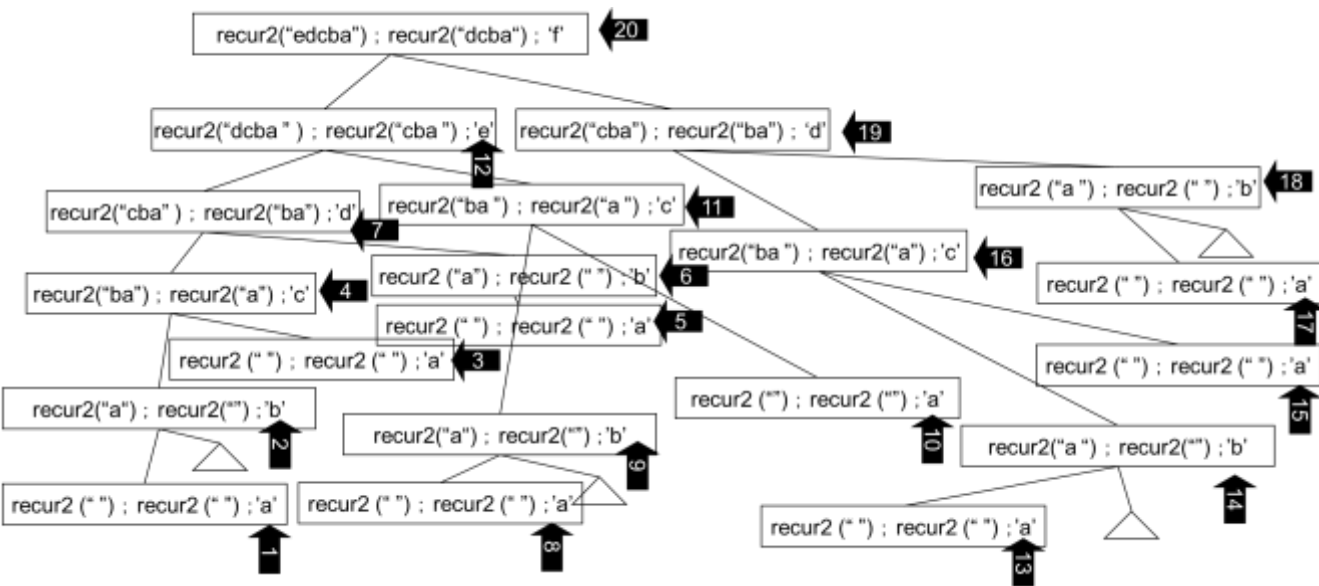 recur2(“edcba”) ; recur2(“dcba“) ; ‘f’
20
recur2(“dcba ” ) ; recur2(“cba ”) ;'e'
12
recur2(“cba”) ; recur2(“ba”) ; ‘d’
19
recur2 (“a ”) ; recur2 (“ ”) ;'b'
18
recur2(“cba” ) ; recur2(“ba”) ;'d'
7
recur2(“ba ”) ; recur2(“a ”) ;'c'
11
recur2(“ba ”) ; recur2(“a”) ;'c'
16
recur2 (“a”) ; recur2 (“ ”) ;'b'
6
recur2(“ba”) ; recur2(“a”) ;'c'
4
recur2 (“ ”) ; recur2 (“ ”) ;'a'
17
recur2 (“ ”) ; recur2 (“ ”) ;'a'
5
recur2 (“ ”) ; recur2 (“ ”) ;'a'
3
recur2 (“ ”) ; recur2 (“ ”) ;'a'
15
recur2(“a“) ; recur2(“”) ;'b'
2
recur2 (“”) ; recur2 (“”) ;'a'
10
recur2(“a“) ; recur2(“”) ;'b'
9
recur2(“a “) ; recur2(“”) ;'b'
14
recur2 (“ ”) ; recur2 (“ ”) ;'a'
1
recur2 (“ ”) ; recur2 (“ ”) ;'a'
8
recur2 (“ ”) ; recur2 (“ ”) ;'a'
13